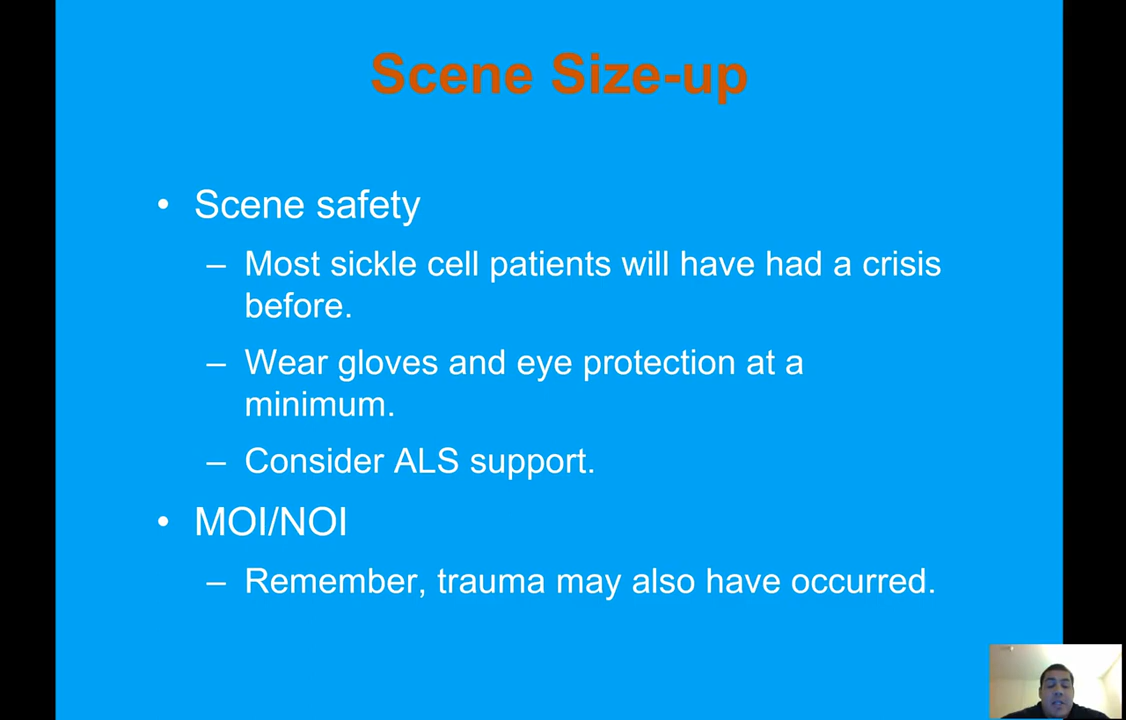 Scene Size-up
• Scene safety
– Most sickle cell patients will have had a crisis
before.
– Wear gloves and eye protection at a
minimum.
– Consider ALS support.
• MOI/NOI
– Remember, trauma may also have occurred.